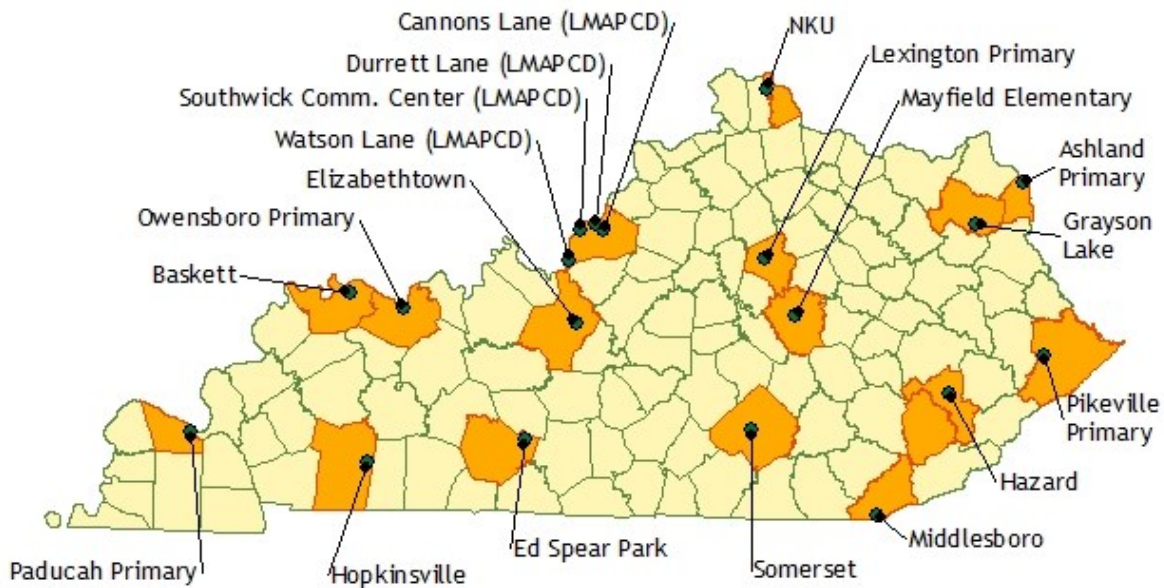 Cannons Lane (LMAPCD)
NKU
Durrett Lane (LMAPCD)
Lexington Primary
Southwick Comm. Center (LMAPCD)
Mayfield Elementary
Watson Lane (LMAPCD)
Ashland
Primary
Elizabethtown
Owensboro Primary
Grayson
Lake
Baskett
Pikeville
Primary
Hazard
Middlesboro
Ed Spear Park
Somerset
Paducah Primary
Hopkinsville